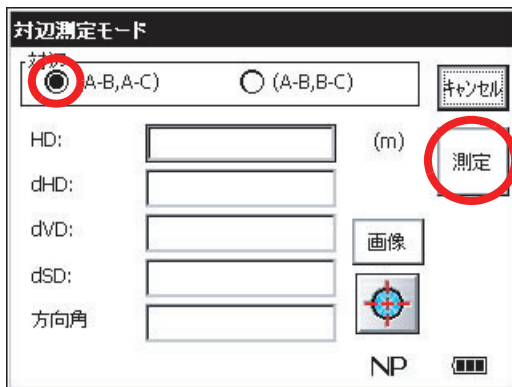 対辺測定モード
対辺
(A-B,A-C)
(A-B,B-C)
キャンセル
HD:
(m)
測定
dHD:
dVD:
画像
dSD:
方向角
NP